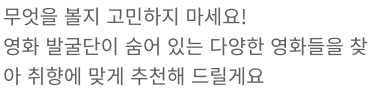 무엇을 볼지 고민하지 마세요!
영화 발굴단이 숨어 있는 다양한 영화들을 찾
아 취향에 맞게 추천해 드릴게요